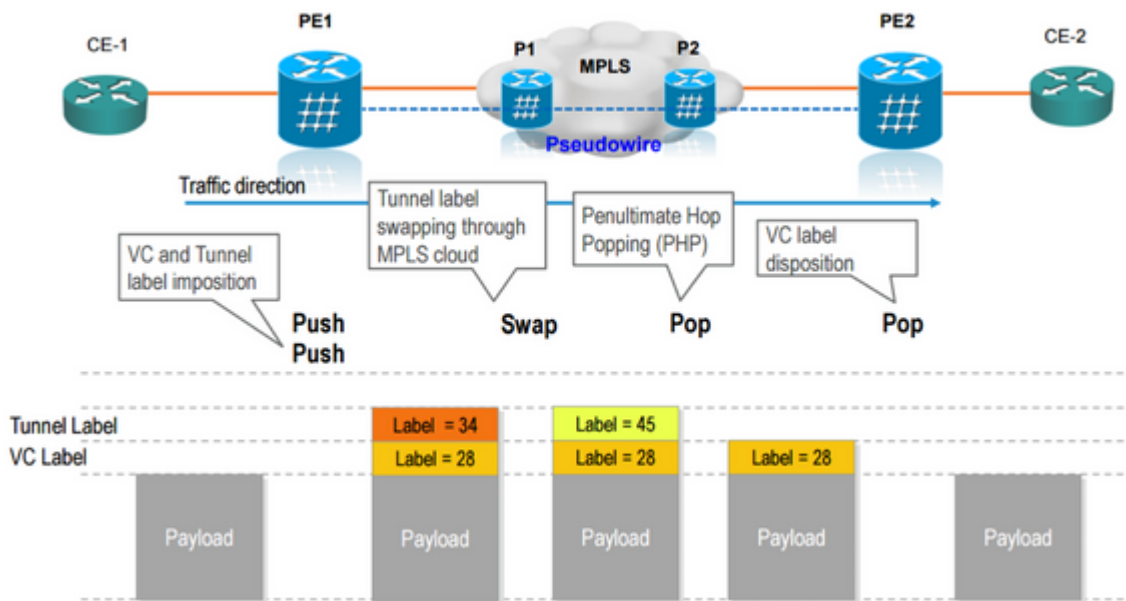 PE1
PE2
CE-1
P1
P2
CE-2
MPLS
Pseudowire
Traffic direction
Tunnel label
swapping through
MPLS cloud
Penultimate Hop
Popping (PHP)
VC label
disposition
VC and Tunnel
label imposition
Push
Push
Swap
Pop
Pop
Tunnel Label
Label = 34
Label = 45
VC Label
Label = 28
Label = 28
Label = 28
Payload
Payload
Payload
Payload
Payload